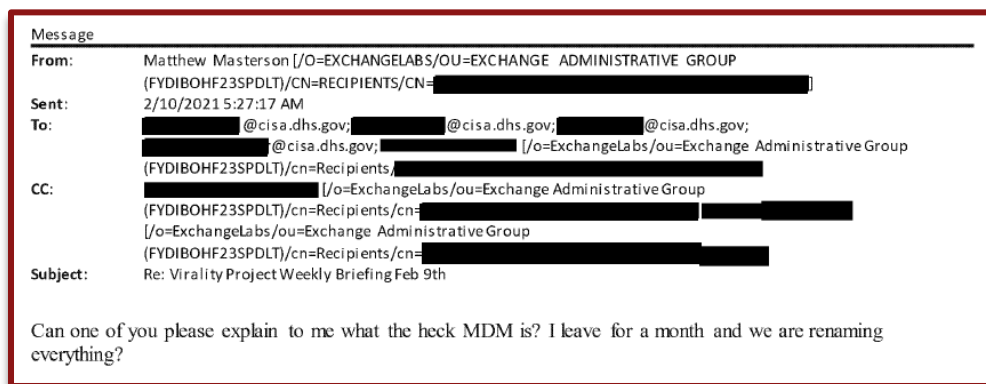 Message
From: Matthew Masterson [/O=EXCHANGELABS/OU=EXCHANGE ADMINISTRATIVE GROUP
(FYDIBOHF23SPDLT)/CN=RECIPIENTS/CN= ]
Sent: 2/10/2021 5:27:17 AM
To: @cisa.dhs.gov; @cisa.dhs.gov; @cisa.dhs.gov;
@cisa.dhs.gov; [/o=ExchangeLabs/ou=Exchange Administrative Group
(FYDIBOHF23SPDLT)/cn=Recipients/
CC: [/o=ExchangeLabs/ou=Exchange Administrative Group
(FYDIBOHF23SPDLT)/cn=Recipients/cn=
[/o=ExchangeLabs/ou=Exchange Administrative Group
(FYDIBOHF23SPDLT)/cn=Recipients/cn=
Subject: Re: Virality Project Weekly Briefing Feb 9th
Can one of you please explain to me what the heck MDM is? I leave for a month and we are renaming
everything?